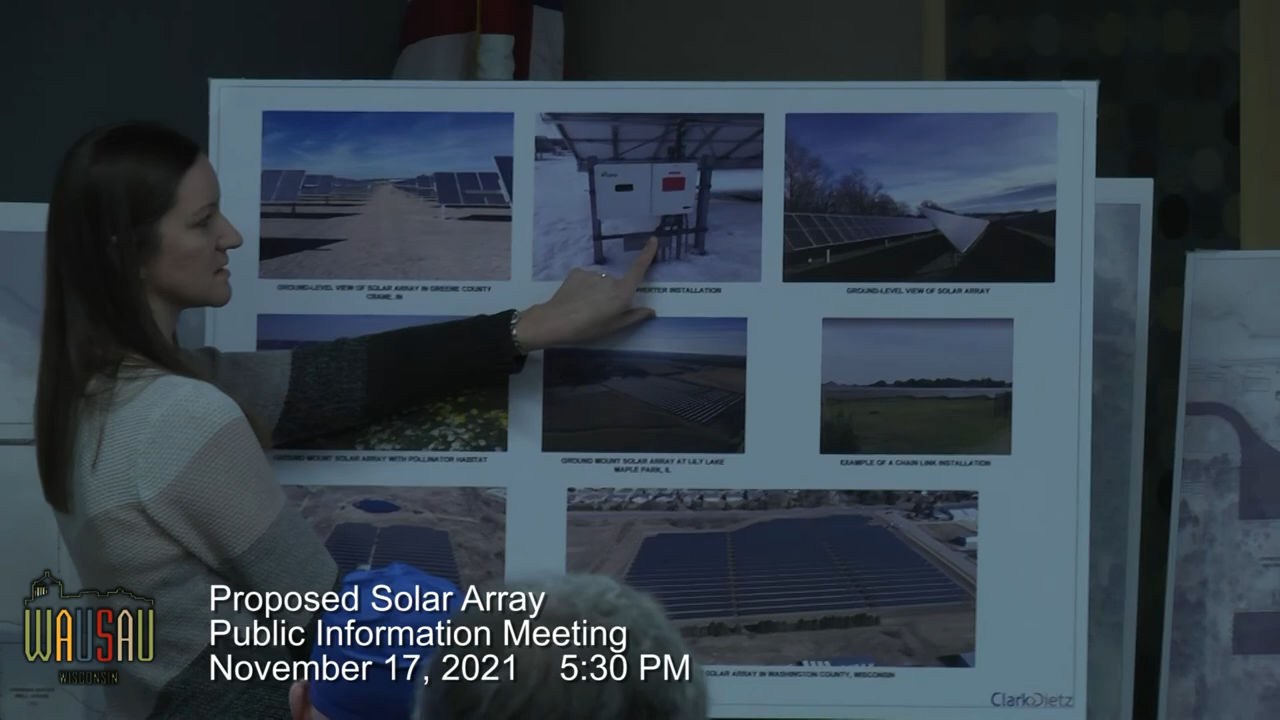 GROUND-LEVEL VIEW OF SOLAR ARRAY IN GREENE COUNTY
CRANE, IN
VERTER INSTALLATION
GROUND-LEVEL VIEW OF SOLAR ARRAY
GROUND MOUNT SOLAR ARRAY WITH POLLINATOR HABITAT
GROUND MOUNT SOLAR ARRAY AT LILY LAKE
MAPLE PARK, IL
EXAMPLE OF A CHAIN LINK INSTALLATION
SOLAR ARRAY IN WASHINGTON COUNTY, WISCONSIN
ClarkDietz
WAUSAU
WISCONSIN
Proposed Solar Array
Public Information Meeting
November 17, 2021 5:30 PM